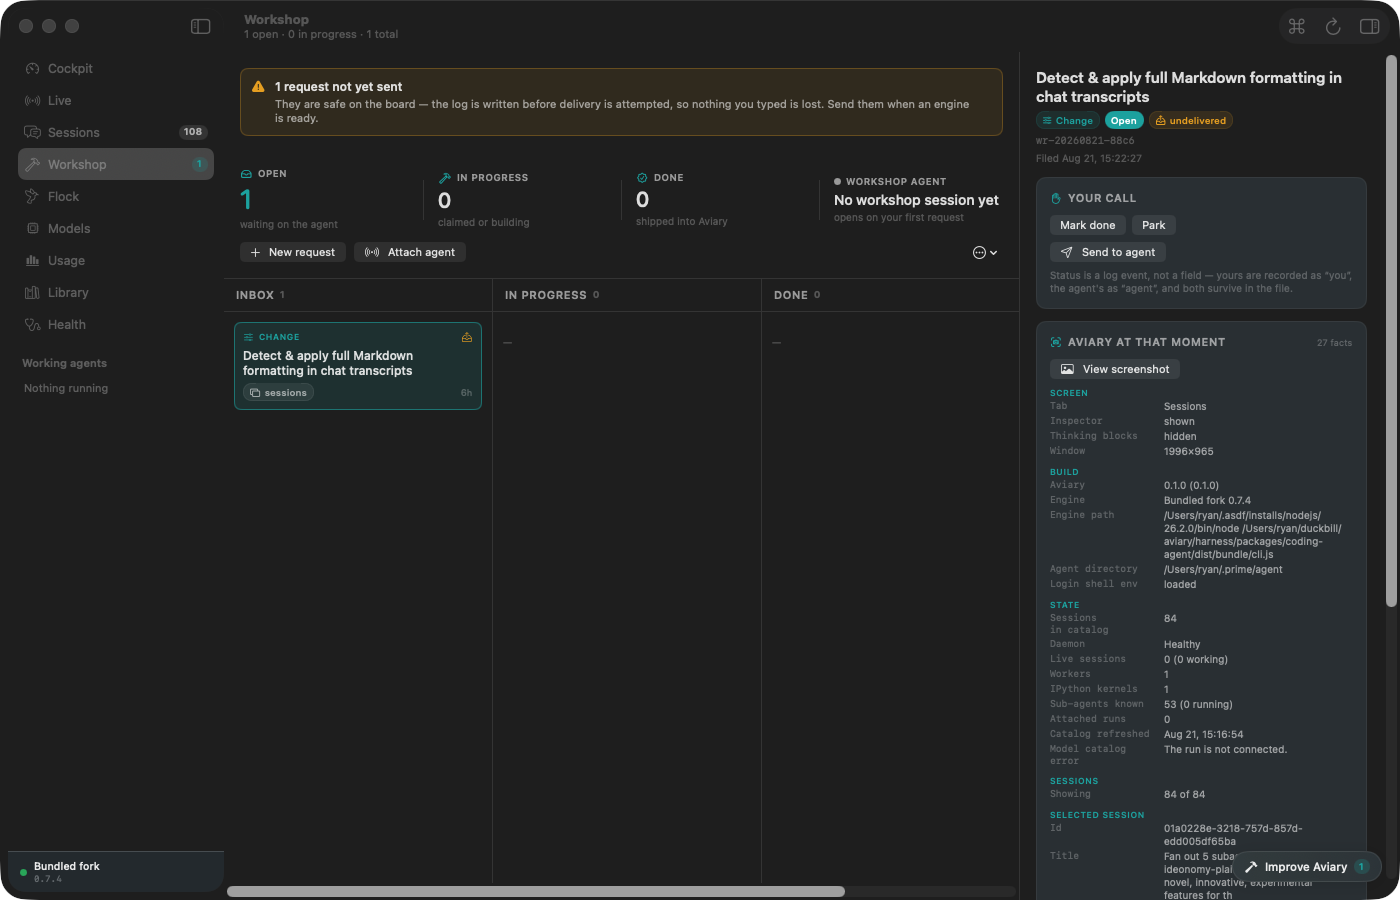 Workshop
1 open · 0 in progress · 1 total
Cockpit
Live
Sessions 108
Workshop 1
Flock
Models
Usage
Library
Health
Working agents
Nothing running
Bundled fork
0.7.4
1 request not yet sent
They are safe on the board — the log is written before delivery is attempted, so nothing you typed is lost. Send them when an engine
is ready.
OPEN
1
waiting on the agent
IN PROGRESS
0
claimed or building
DONE
0
shipped into Aviary
WORKSHOP AGENT
No workshop session yet
opens on your first request
New request
Attach agent
INBOX 1
IN PROGRESS 0
DONE 0
CHANGE
Detect & apply full Markdown
formatting in chat transcripts
sessions
6h
—
—
Detect & apply full Markdown formatting in
chat transcripts
Change Open undelivered
wr-20260821-88c6
Filed Aug 21, 15:22:27
YOUR CALL
Mark done
Park
Send to agent
Status is a log event, not a field — yours are recorded as "you",
the agent's as "agent", and both survive in the file.
AVIARY AT THAT MOMENT 27 facts
View screenshot
SCREEN
Tab Sessions
Inspector shown
Thinking blocks hidden
Window 1996×965
BUILD
Aviary 0.1.0 (0.1.0)
Engine Bundled fork 0.7.4
Engine path /Users/ryan/.asdf/installs/nodejs/
26.2.0/bin/node /Users/ryan/duckbill/
aviary/harness/packages/coding-
agent/dist/bundle/cli.js
Agent directory /Users/ryan/.prime/agent
Login shell env loaded
STATE
Sessions 84
in catalog
Daemon Healthy
Live sessions 0 (0 working)
Workers 1
IPython kernels 1
Sub-agents known 53 (0 running)
Attached runs 0
Catalog refreshed Aug 21, 15:16:54
Model catalog The run is not connected.
error
SESSIONS
Showing 84 of 84
SELECTED SESSION
Id 01a0228e-3218-757d-857d-
edd005df65ba
Title Fan out 5
novel, innovative, experimental
features for th
Improve Aviary 1